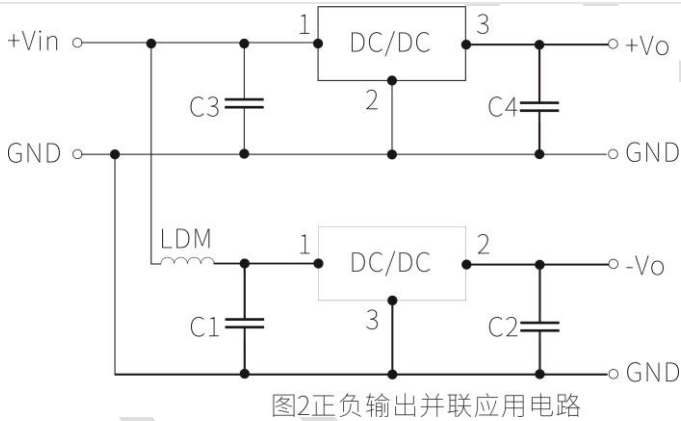 +Vin 1 DC/DC 3 +Vo
C3 2 C4
GND GND
LDM 1 DC/DC 2 -Vo
C1 3 C2
GND
图2正负输出并联应用电路